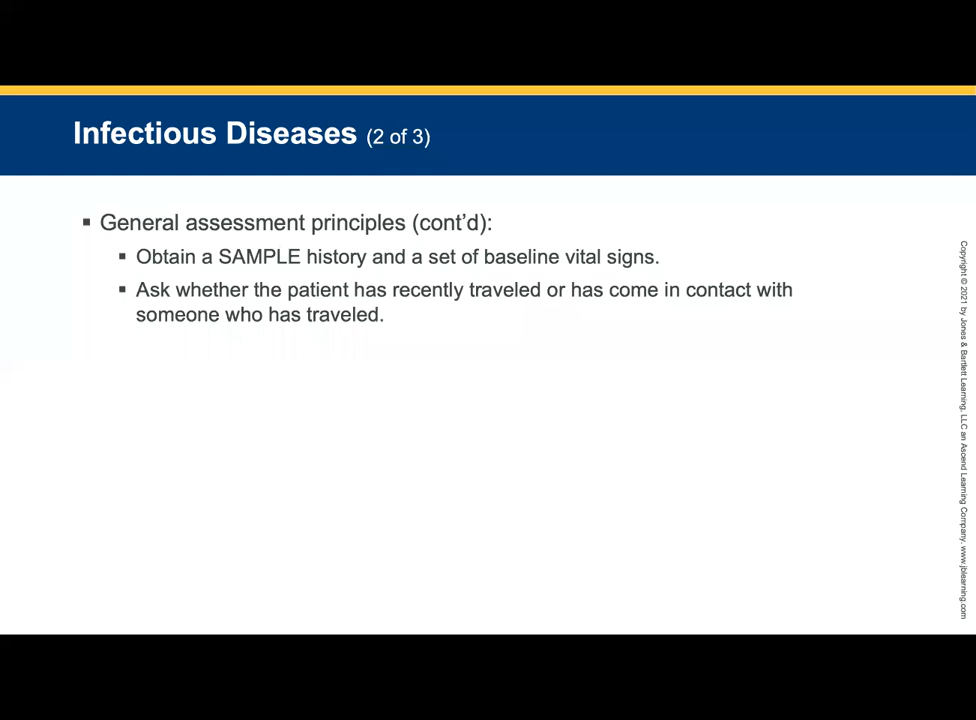 Infectious Diseases (2 of 3)
▪ General assessment principles (cont’d):
▪ Obtain a SAMPLE history and a set of baseline vital signs.
▪ Ask whether the patient has recently traveled or has come in contact with
someone who has traveled.
Copyright © 2021 by Jones & Bartlett Learning, LLC an Ascend Learning Company. www.jblearning.com